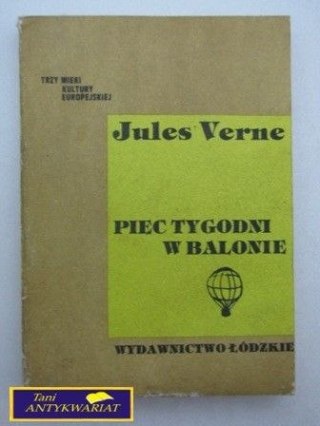 TRZY WIEKI
KULTURY
EUROPEJSKIEJ
Jules Verne
PIEC TYGODNI
W BALONIE
WYDAWNICTWO ŁÓDZKIE
Tani
ANTYKWARIAT